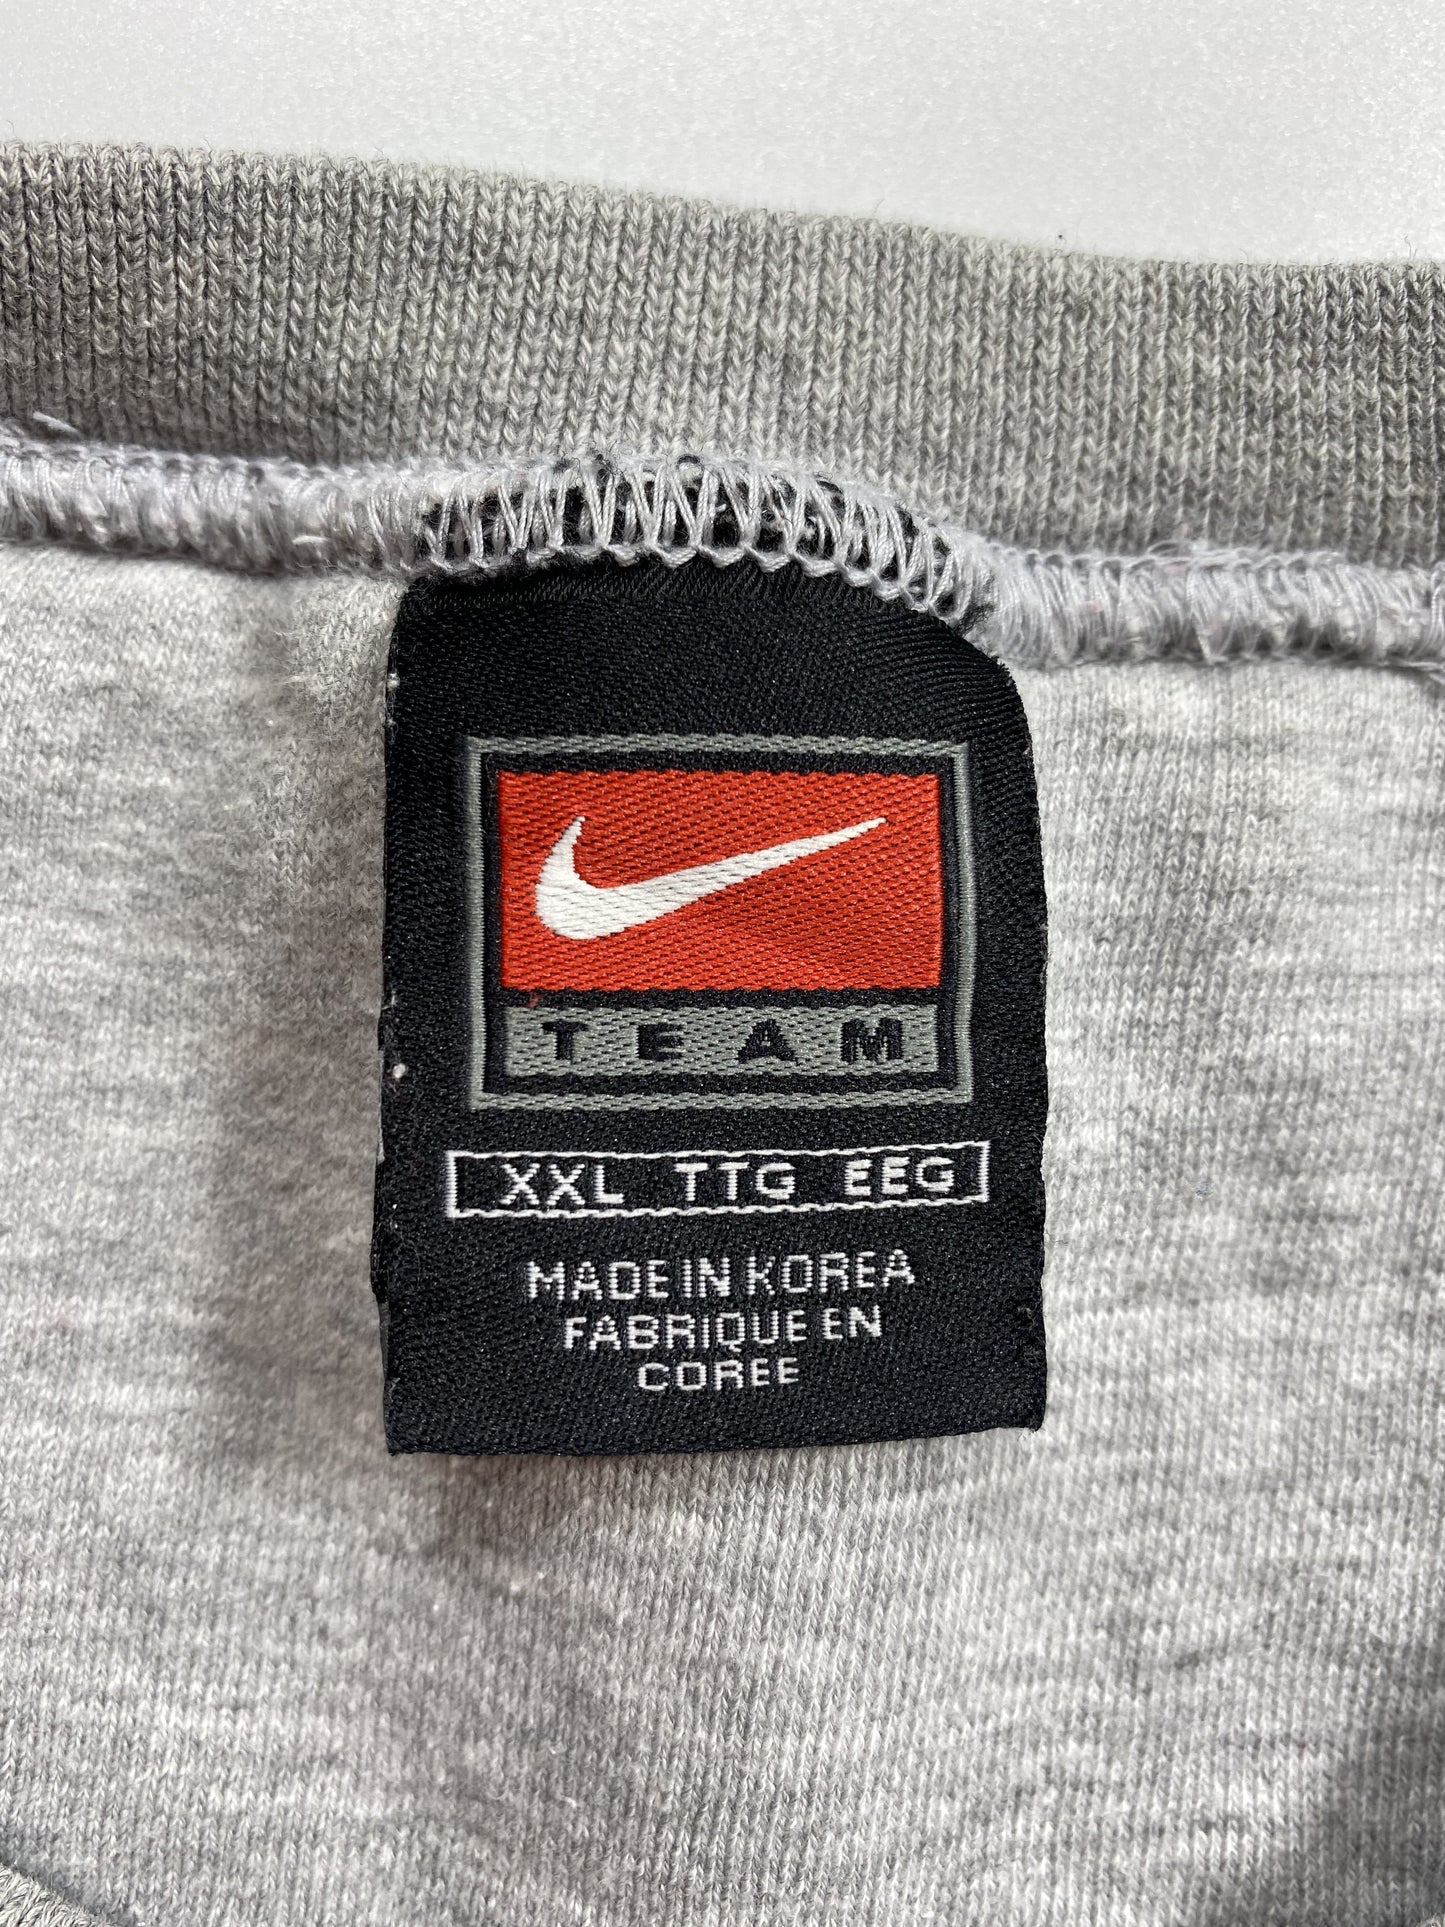 TEAM
XXL TTG EEG
MADE IN KOREA
FABRIQUE EN
COREE